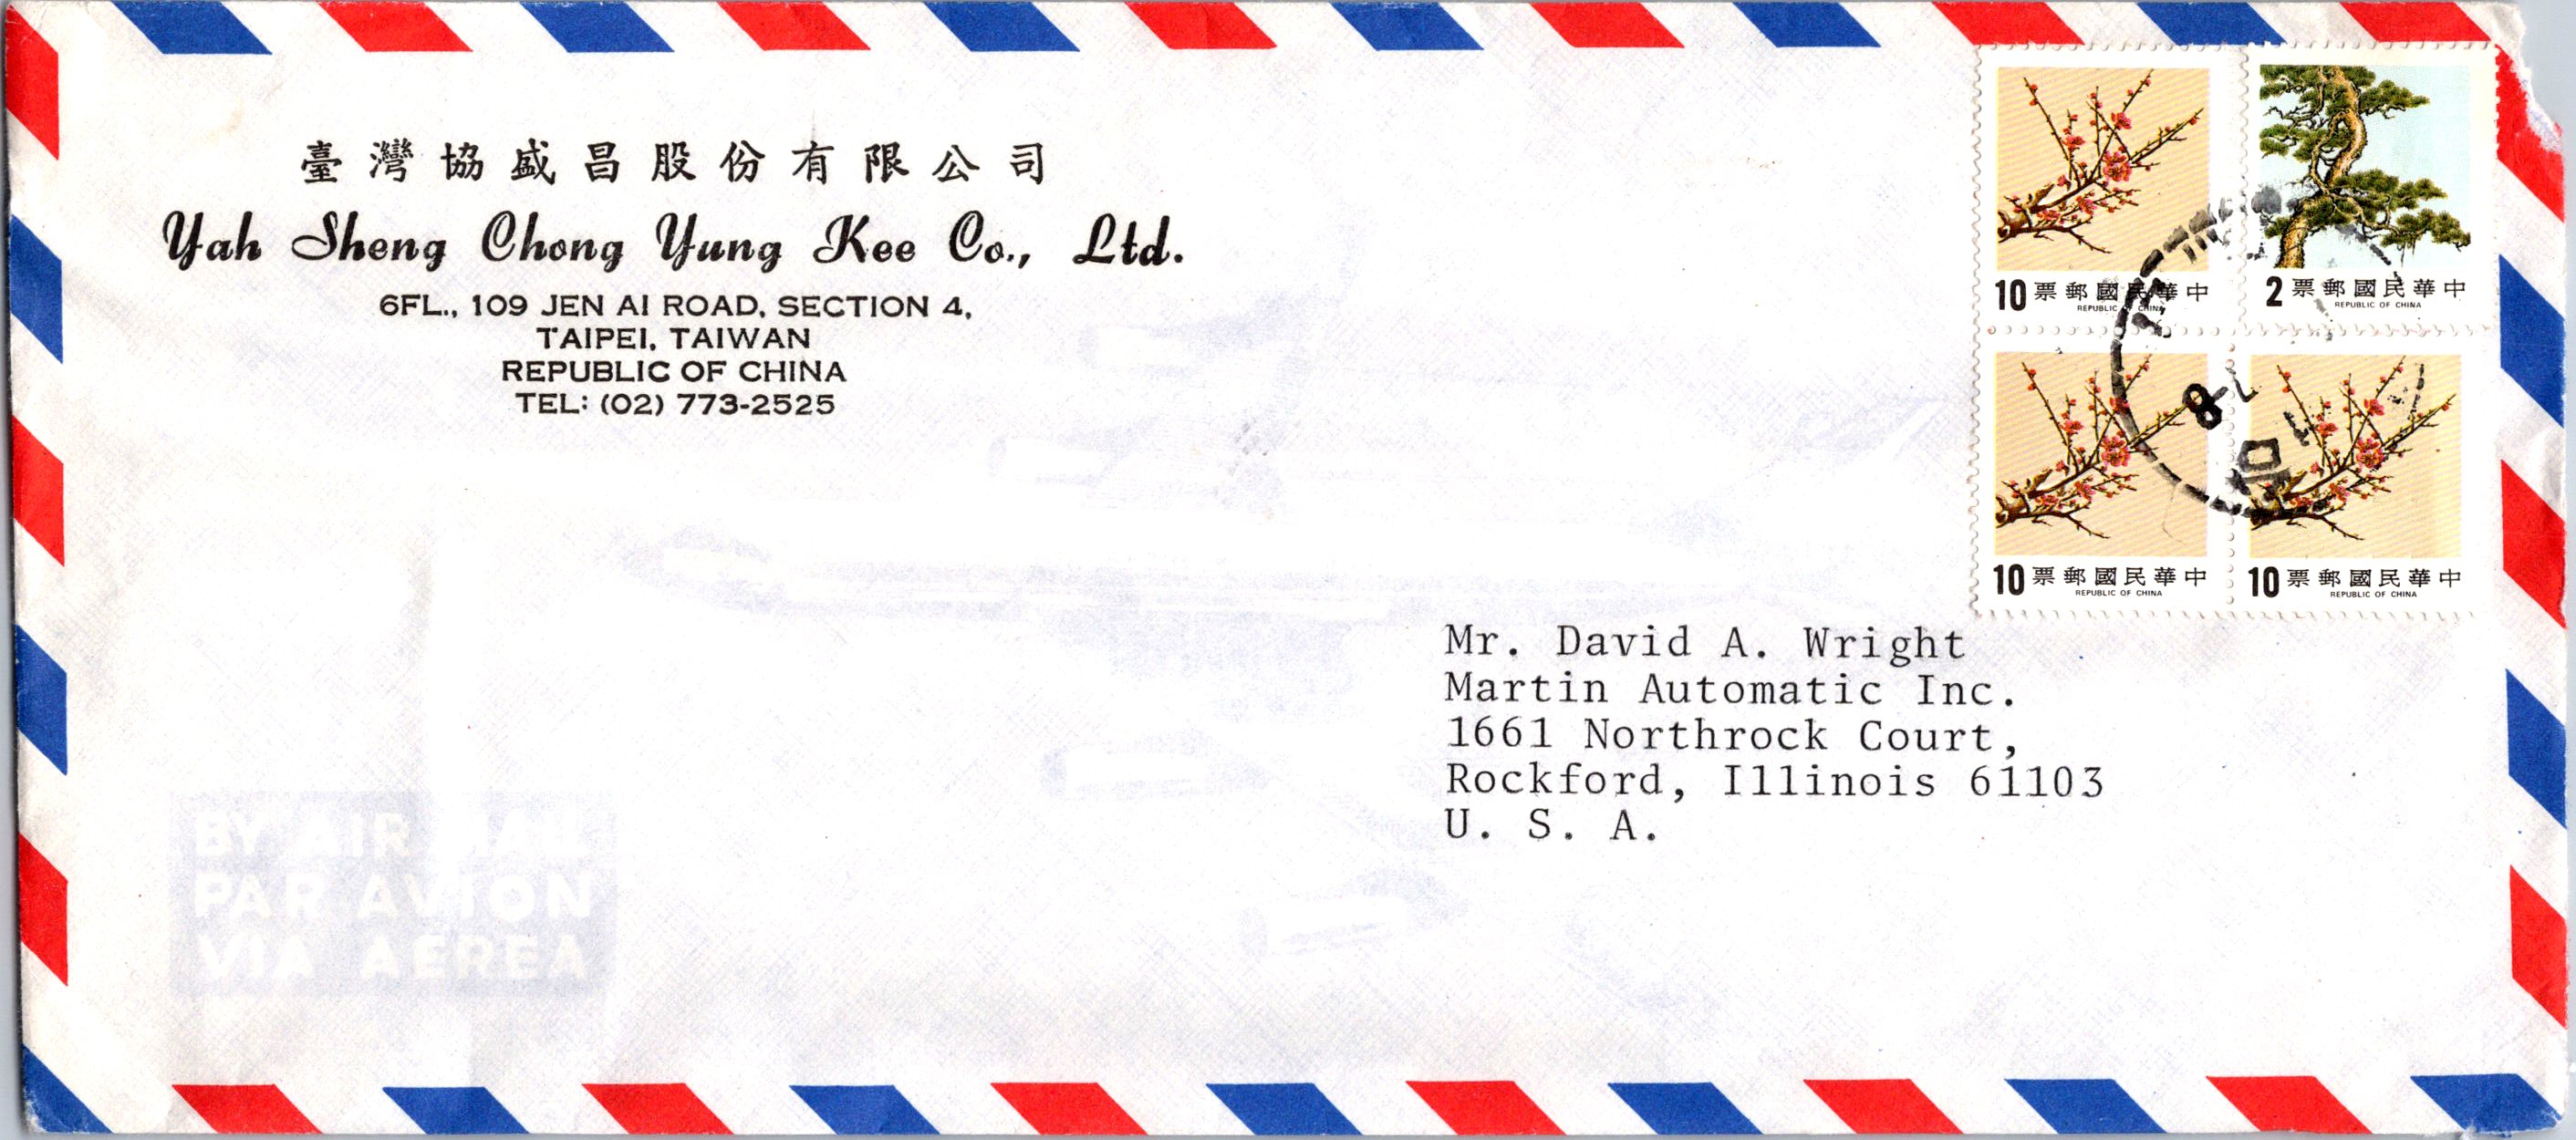 臺灣協盛昌股份有限公司
Yah Sheng Chong Yung Kee Co., Ltd.
6FL., 109 JEN AI ROAD, SECTION 4,
TAIPEI, TAIWAN
REPUBLIC OF CHINA
TEL: (02) 773-2525
10 票郵國民華中
REPUBLIC OF CHINA
2 票郵國民華中
REPUBLIC OF CHINA
10 票郵國民華中
REPUBLIC OF CHINA
10 票郵國民華中
REPUBLIC OF CHINA
Mr. David A. Wright
Martin Automatic Inc.
1661 Northrock Court,
Rockford, Illinois 61103
U. S. A.
BY AIR MAIL
PAR AVION
VIA AEREA